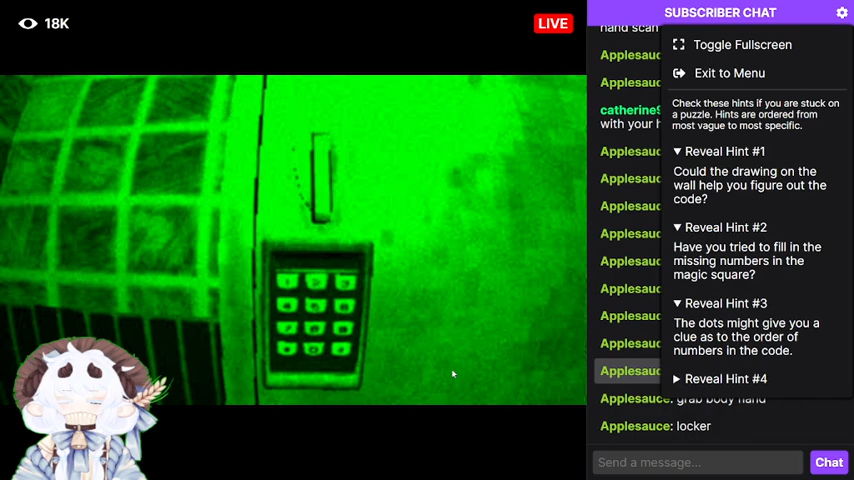 18K
LIVE
SUBSCRIBER CHAT
hand scan
Toggle Fullscreen
Applesauc
Exit to Menu
Applesauc
Check these hints if you are stuck on
a puzzle. Hints are ordered from
most vague to most specific.
catherine
with your h
Applesauc
Reveal Hint #1
Could the drawing on the
wall help you figure out the
code?
Applesauc
Applesauc
Reveal Hint #2
Applesauc
Have you tried to fill in the
missing numbers in the
magic square?
Applesauc
Applesauc
Reveal Hint #3
Applesauc
The dots might give you a
clue as to the order of
numbers in the code.
Applesauc
Applesauc
Reveal Hint #4
Applesauce: grab body hand
Applesauce: locker
Send a message...
Chat